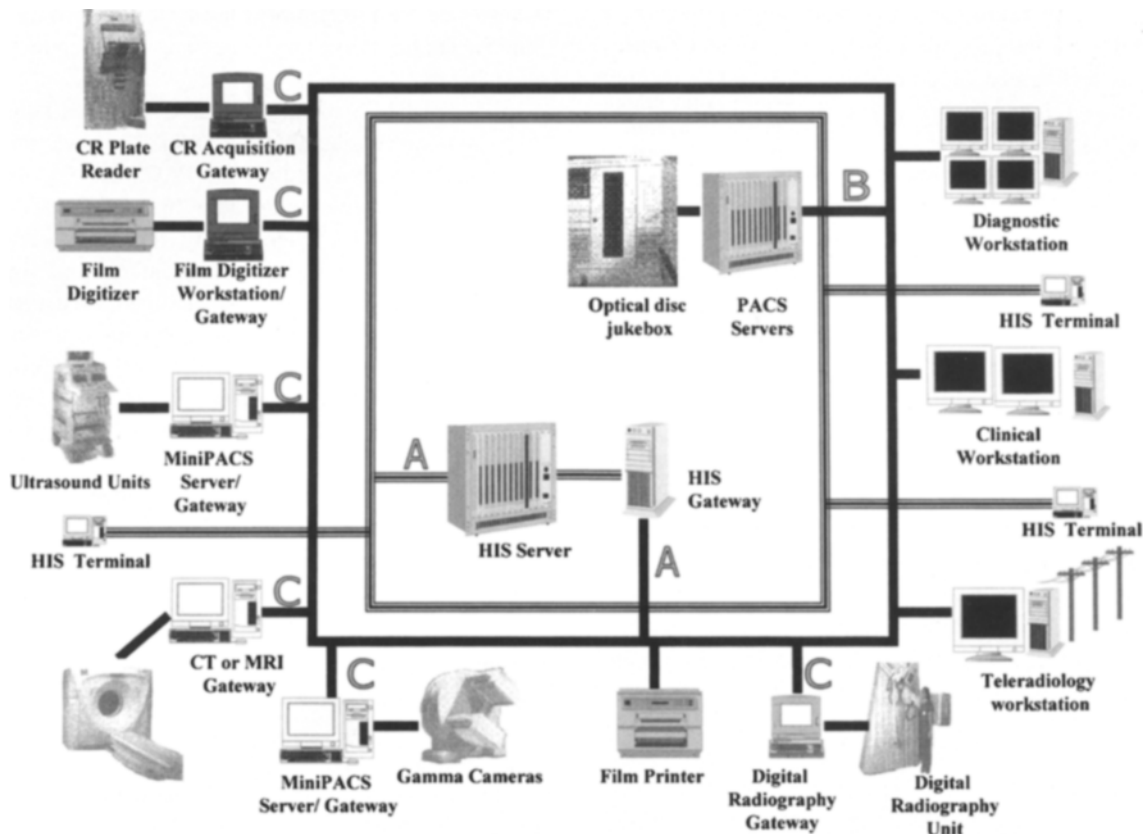 C
CR Plate
Reader
CR Acquisition
Gateway
C
Film
Digitizer
Film Digitizer
Workstation/
Gateway
B
Diagnostic
Workstation
Optical disc
jukebox
PACS
Servers
HIS Terminal
C
Ultrasound Units
MiniPACS
Server/
Gateway
A
HIS Server
HIS
Gateway
Clinical
Workstation
HIS Terminal
HIS Terminal
A
C
CT or MRI
Gateway
Teleradiology
workstation
C
MiniPACS
Server/ Gateway
Gamma Cameras
Film Printer
C
Digital
Radiography
Gateway
Digital
Radiography
Unit